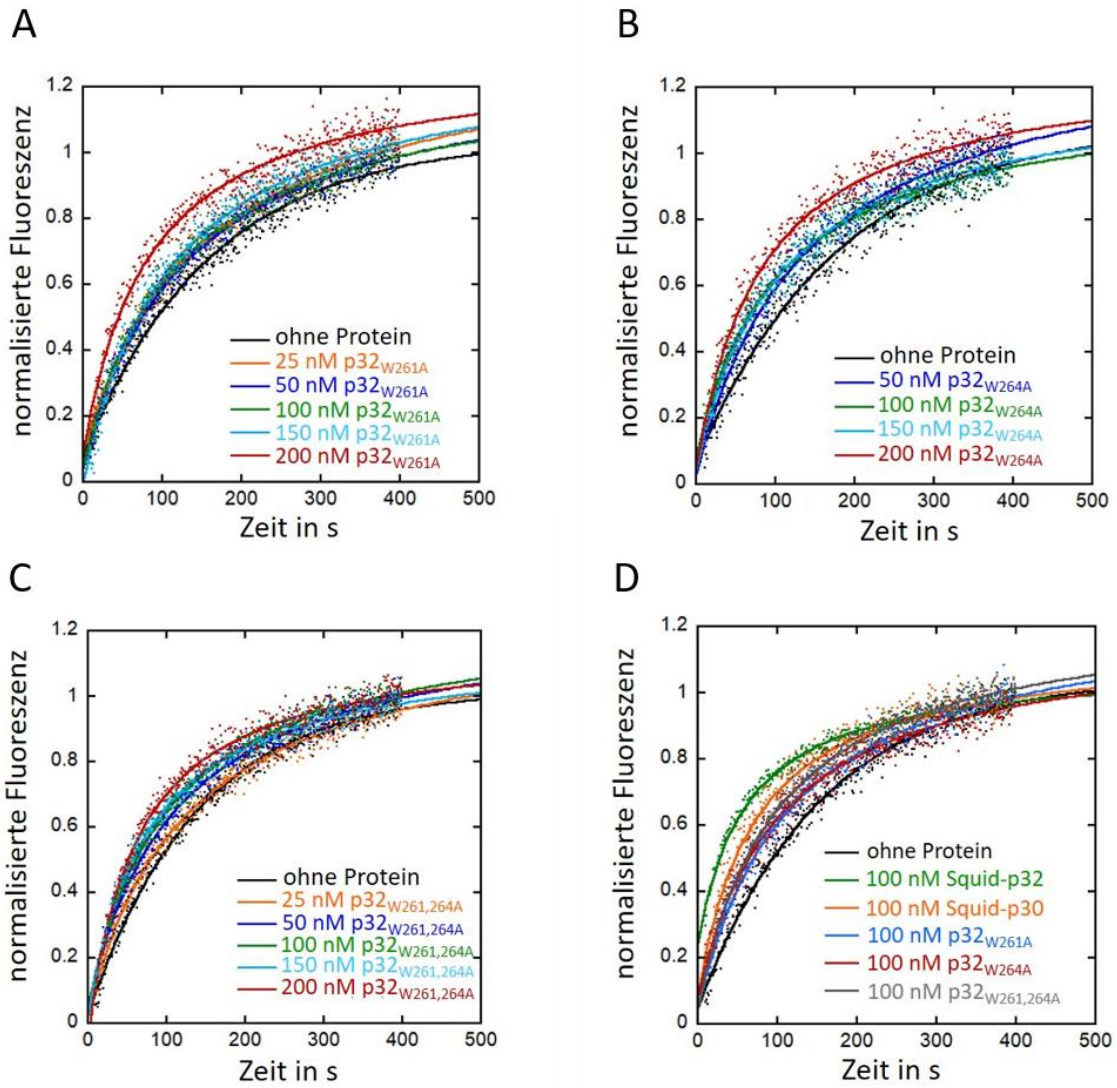 A
normalisierte Fluoreszenz
1.2
1
0.8
0.6
0.4
0.2
0
ohne Protein
25 nM p32W261A
50 nM p32W261A
100 nM p32W261A
150 nM p32W261A
200 nM p32W261A
0 100 200 300 400 500
Zeit in s
B
normalisierte Fluoreszenz
1.2
1
0.8
0.6
0.4
0.2
0
ohne Protein
50 nM p32W264A
100 nM p32W264A
150 nM p32W264A
200 nM p32W264A
0 100 200 300 400 500
Zeit in s
C
normalisierte Fluoreszenz
1.2
1
0.8
0.6
0.4
0.2
0
ohne Protein
25 nM p32W261,264A
50 nM p32W261,264A
100 nM p32W261,264A
150 nM p32W261,264A
200 nM p32W261,264A
0 100 200 300 400 500
Zeit in s
D
normalisierte Fluoreszenz
1.2
1
0.8
0.6
0.4
0.2
0
ohne Protein
100 nM Squid-p32
100 nM Squid-p30
100 nM p32W261A
100 nM p32W264A
100 nM p32W261,264A
0 100 200 300 400 500
Zeit in s